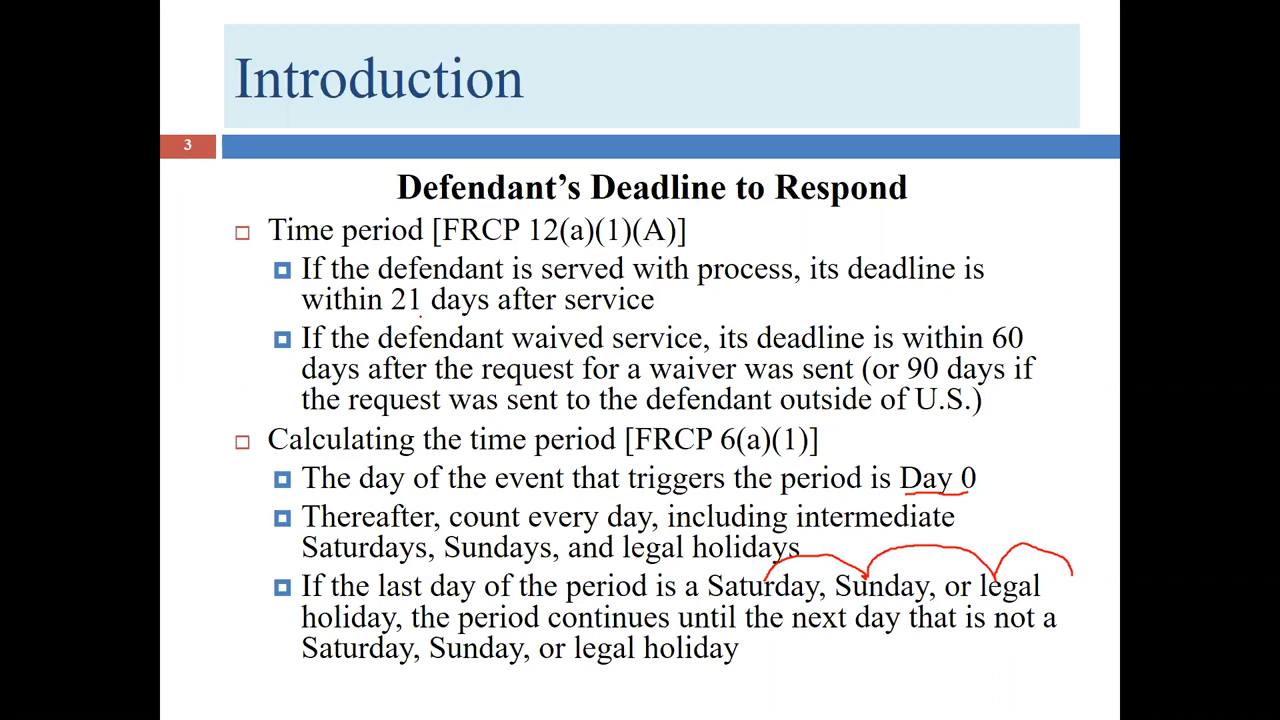 Introduction
3
Defendant’s Deadline to Respond
Time period [FRCP 12(a)(1)(A)]
If the defendant is served with process, its deadline is
within 21 days after service
If the defendant waived service, its deadline is within 60
days after the request for a waiver was sent (or 90 days if
the request was sent to the defendant outside of U.S.)
Calculating the time period [FRCP 6(a)(1)]
The day of the event that triggers the period is Day 0
Thereafter, count every day, including intermediate
Saturdays, Sundays, and legal holidays
If the last day of the period is a Saturday, Sunday, or legal
holiday, the period continues until the next day that is not a
Saturday, Sunday, or legal holiday